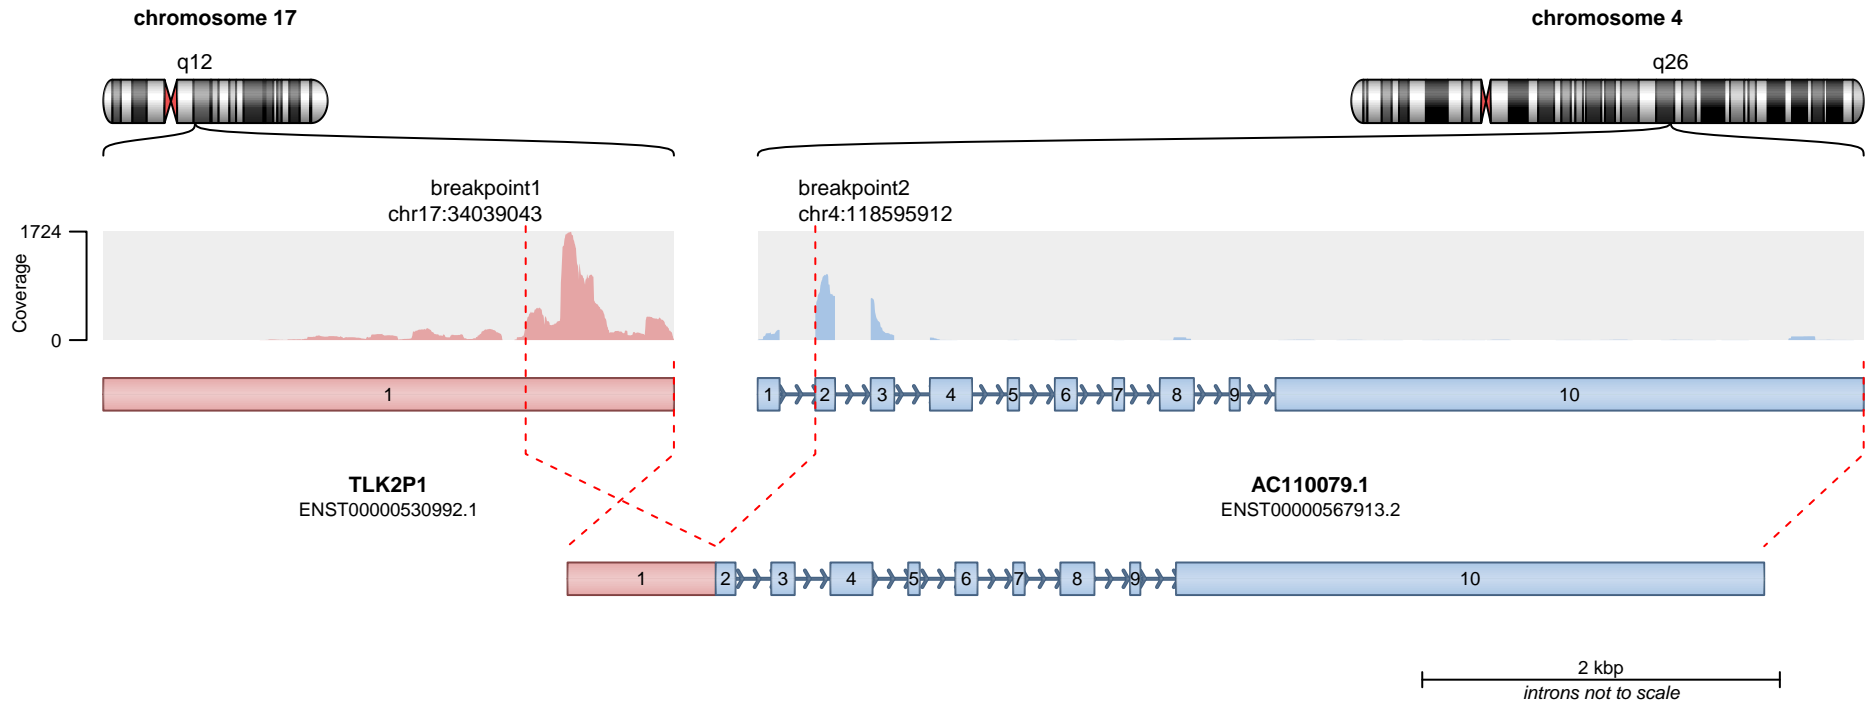 chromosome 17
chromosome 4
q12
q26
breakpoint1
chr17:34039043
breakpoint2
chr4:118595912
1724
0
Coverage
1
1 2 3 4 5 6 7 8 9 10
TLK2P1
ENST00000530992.1
AC110079.1
ENST00000567913.2
1 2 3 4 5 6 7 8 9 10
2 kbp
introns not to scale